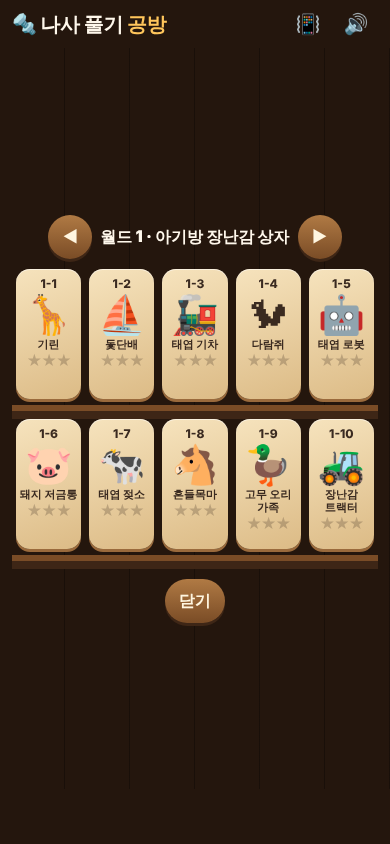 나사 풀기 공방
월드 1 · 아기방 장난감 상자
1-1
기린
1-2
돛단배
1-3
태엽 기차
1-4
다람쥐
1-5
태엽 로봇
1-6
돼지 저금통
1-7
태엽 젖소
1-8
흔들목마
1-9
고무 오리
가족
1-10
장난감
트랙터
닫기